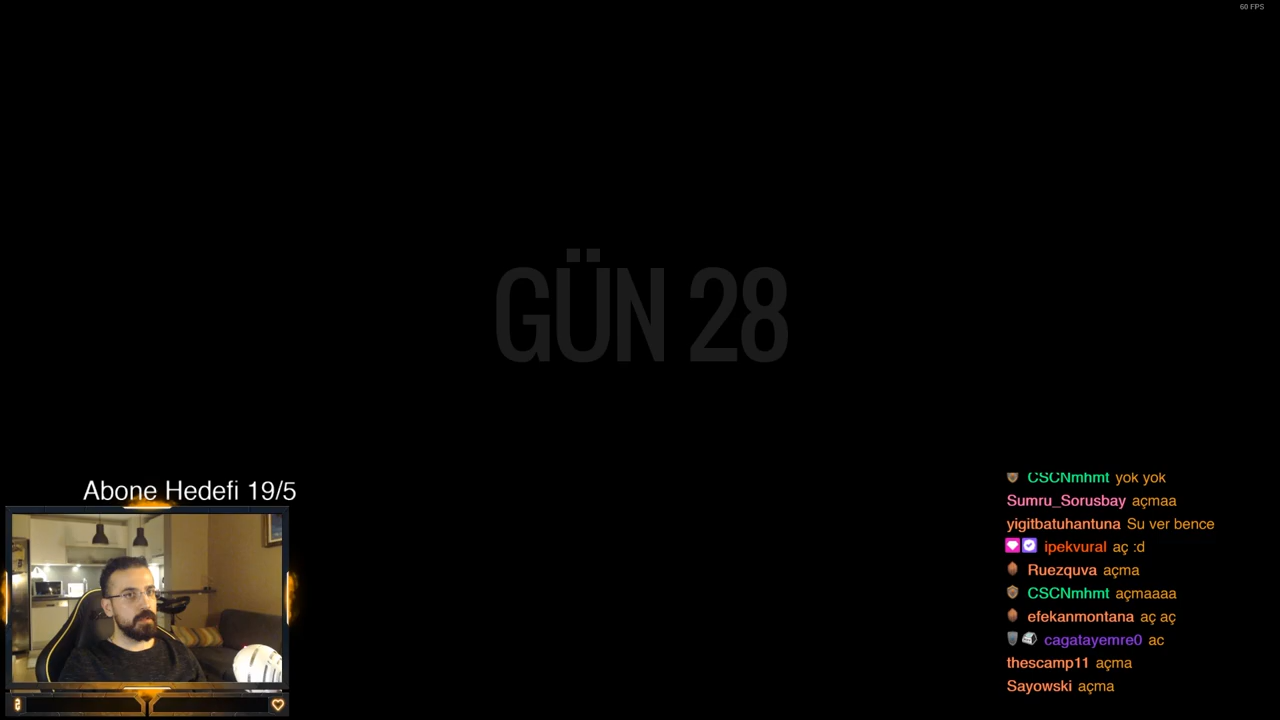 60 FPS
GÜN 28
Abone Hedefi 19/5
CSCNmhmt yok yok
Sumru_Sorusbay açmaa
yigitbatuhantuna Su ver bence
ipekvural aç :d
Ruezquva açma
CSCNmhmt açmaaaa
efekanmontana aç aç
cagatayemre0 ac
thescamp11 açma
Sayowski açma